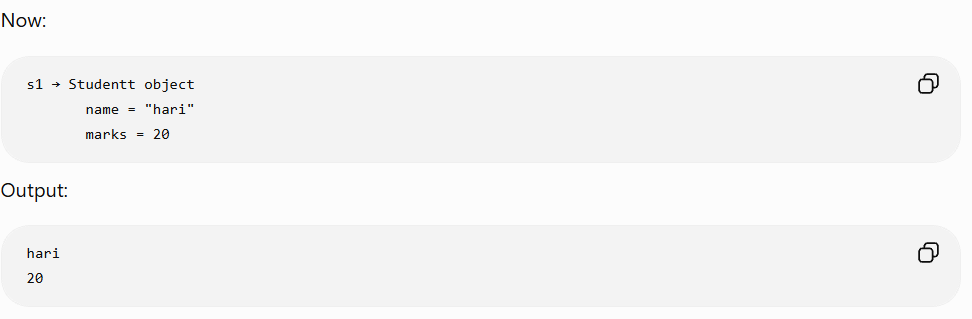 Now:
s1 → Studentt object
name = "hari"
marks = 20
Output:
hari
20